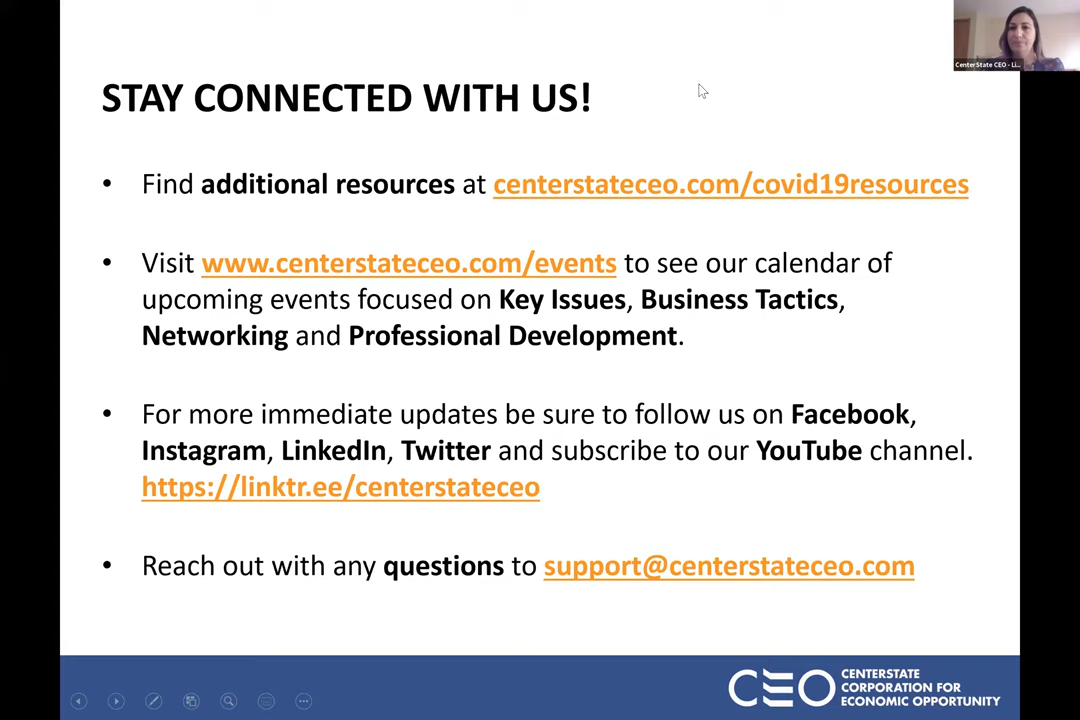 CenterState CEO - Li...
STAY CONNECTED WITH US!
• Find additional resources at centerstateceo.com/covid19resources
• Visit www.centerstateceo.com/events to see our calendar of
upcoming events focused on Key Issues, Business Tactics,
Networking and Professional Development.
• For more immediate updates be sure to follow us on Facebook,
Instagram, LinkedIn, Twitter and subscribe to our YouTube channel.
https://linktr.ee/centerstateceo
• Reach out with any questions to support@centerstateceo.com
CEO
CENTERSTATE
CORPORATION FOR
ECONOMIC OPPORTUNITY